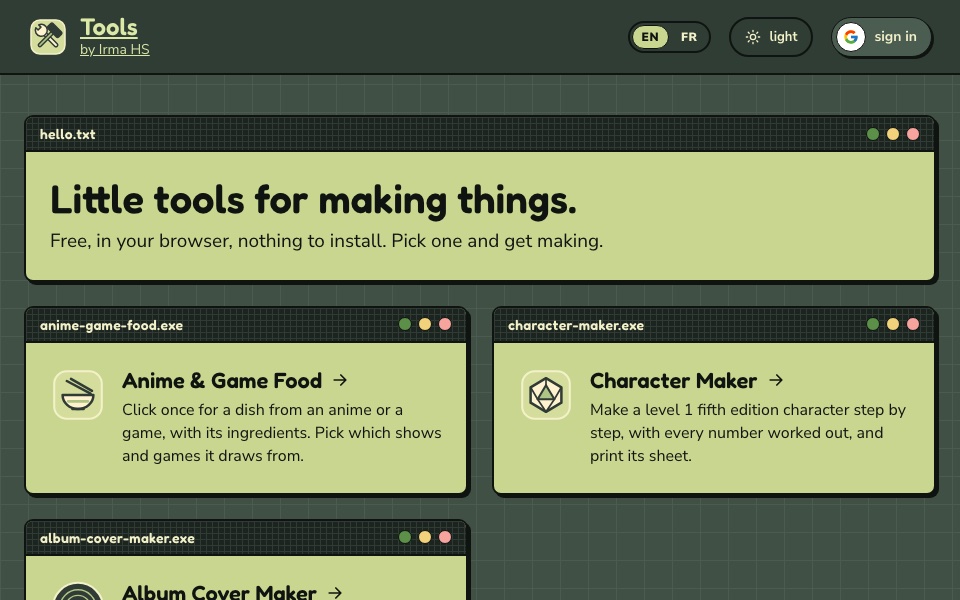 Tools
by Irma HS
EN FR
light
sign in
hello.txt
Little tools for making things.
Free, in your browser, nothing to install. Pick one and get making.
anime-game-food.exe
Anime & Game Food →
Click once for a dish from an anime or a
game, with its ingredients. Pick which shows
and games it draws from.
character-maker.exe
Character Maker →
Make a level 1 fifth edition character step by
step, with every number worked out, and
print its sheet.
album-cover-maker.exe
Album Cover Maker →